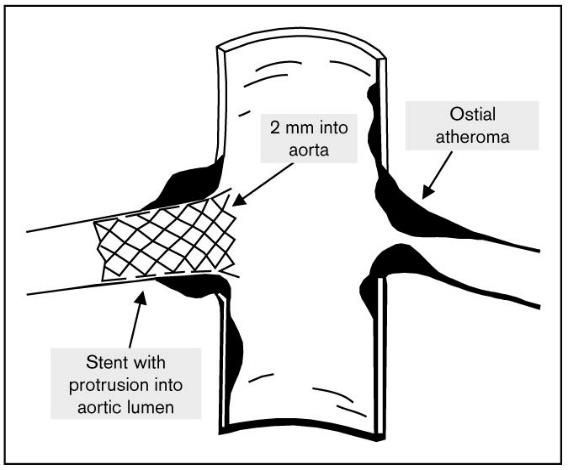 Ostial
atheroma
2 mm into
aorta
Stent with
protrusion into
aortic lumen